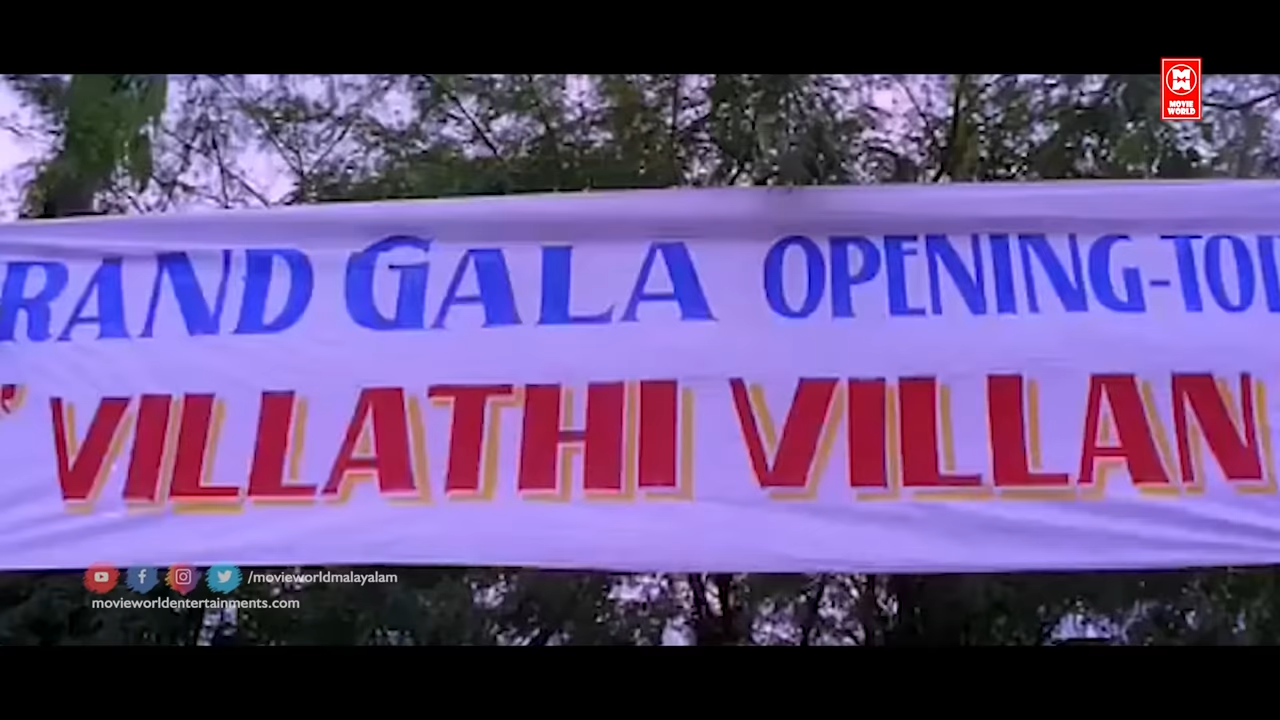 MOVIE
WORLD
RAND GALA OPENING-TO
VILLATHI VILLAN
/movieworldmalayalam
movieworldentertainments.com